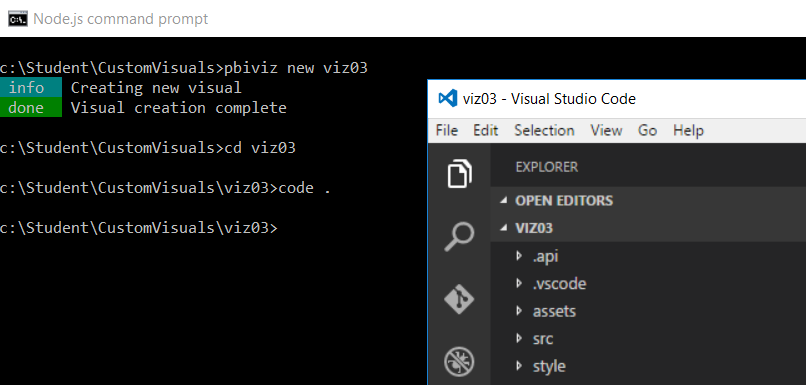 Node.js command prompt
c:\Student\CustomVisuals>pbiviz new viz03
info Creating new visual
done Visual creation complete
c:\Student\CustomVisuals>cd viz03
c:\Student\CustomVisuals\viz03>code .
c:\Student\CustomVisuals\viz03>
viz03 - Visual Studio Code
File Edit Selection View Go Help
EXPLORER
OPEN EDITORS
VIZ03
.api
.vscode
assets
src
style